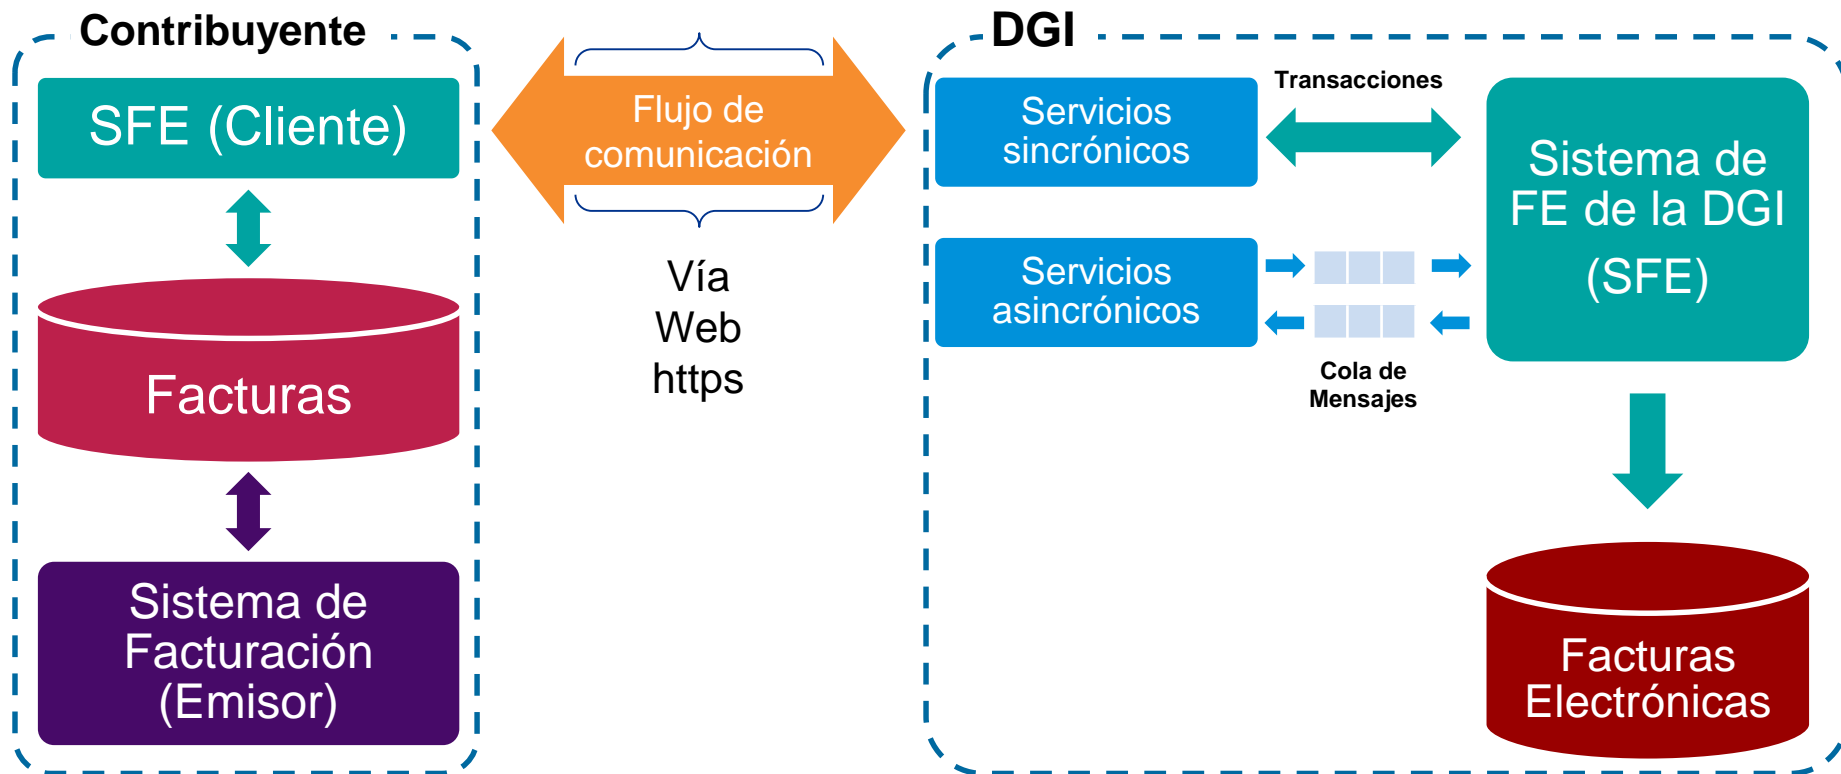 Contribuyente
SFE (Cliente)
Facturas
Sistema de
Facturación
(Emisor)
Flujo de
comunicación
Vía
Web
https
DGI
Servicios
sincrónicos
Transacciones
Servicios
asincrónicos
Cola de
Mensajes
Sistema de
FE de la DGI
(SFE)
Facturas
Electrónicas